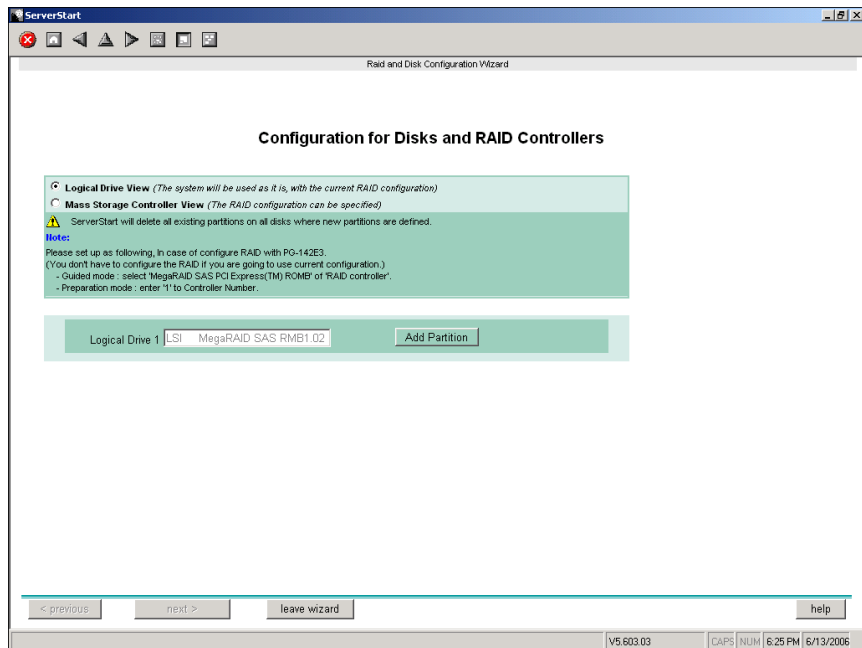 ServerStart
Raid and Disk Configuration Wizard
Configuration for Disks and RAID Controllers
Logical Drive View (The system will be used as it is, with the current RAID configuration)
Mass Storage Controller View (The RAID configuration can be specified)
ServerStart will delete all existing partitions on all disks where new partitions are defined.
Note:
Please set up as following, In case of configure RAID with PG-142E3.
(You don't have to configure the RAID if you are going to use current configuration.)
- Guided mode : select 'MegaRAID SAS PCI Express(TM) ROMB' of 'RAID controller'.
- Preparation mode : enter '1' to Controller Number.
Logical Drive 1 LSI MegaRAID SAS RMB1.02 Add Partition
< previous next > leave wizard help
V5.603.03 CAPS NUM 6:25 PM 6/13/2006